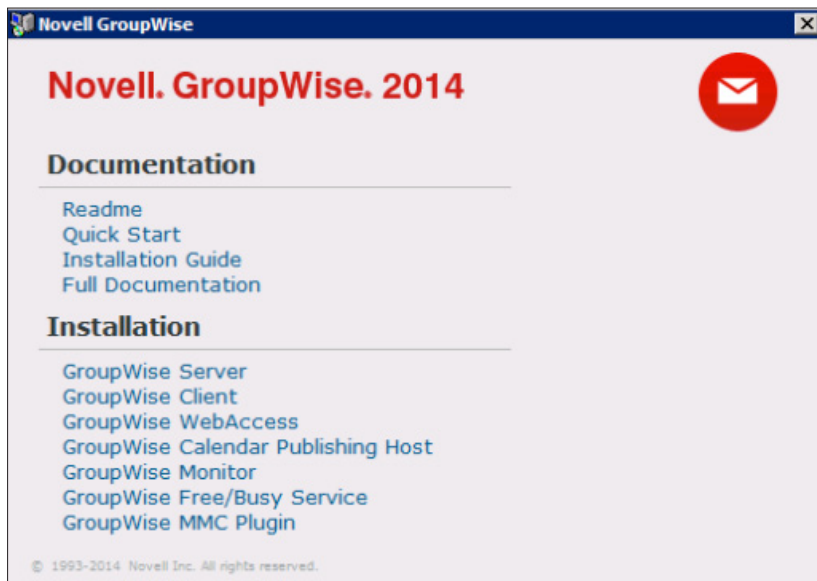 Novell GroupWise
Novell. GroupWise. 2014
Documentation
Readme
Quick Start
Installation Guide
Full Documentation
Installation
GroupWise Server
GroupWise Client
GroupWise WebAccess
GroupWise Calendar Publishing Host
GroupWise Monitor
GroupWise Free/Busy Service
GroupWise MMC Plugin
© 1993-2014 Novell Inc. All rights reserved.